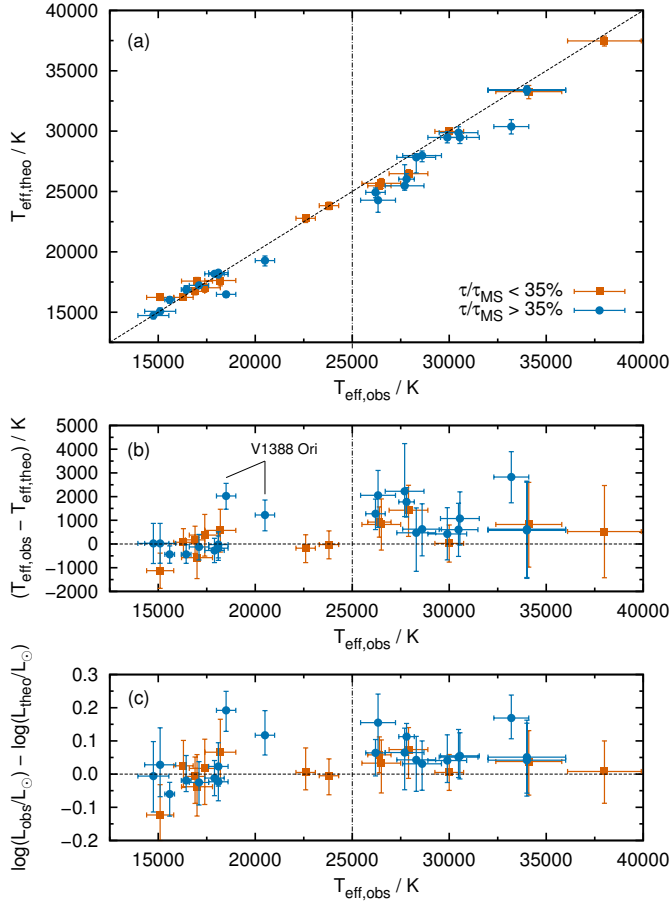 (a)
40000
35000
30000
25000
20000
15000
T_eff,theo / K
τ/τ_MS < 35%
τ/τ_MS > 35%
15000 20000 25000 30000 35000 40000
T_eff,obs / K
(b)
V1388 Ori
5000
4000
3000
2000
1000
0
−1000
−2000
(T_eff,obs − T_eff,theo) / K
15000 20000 25000 30000 35000 40000
T_eff,obs / K
(c)
0.3
0.2
0.1
0.0
−0.1
−0.2
log(L_obs/L_☉) − log(L_theo/L_☉)
15000 20000 25000 30000 35000 40000
T_eff,obs / K